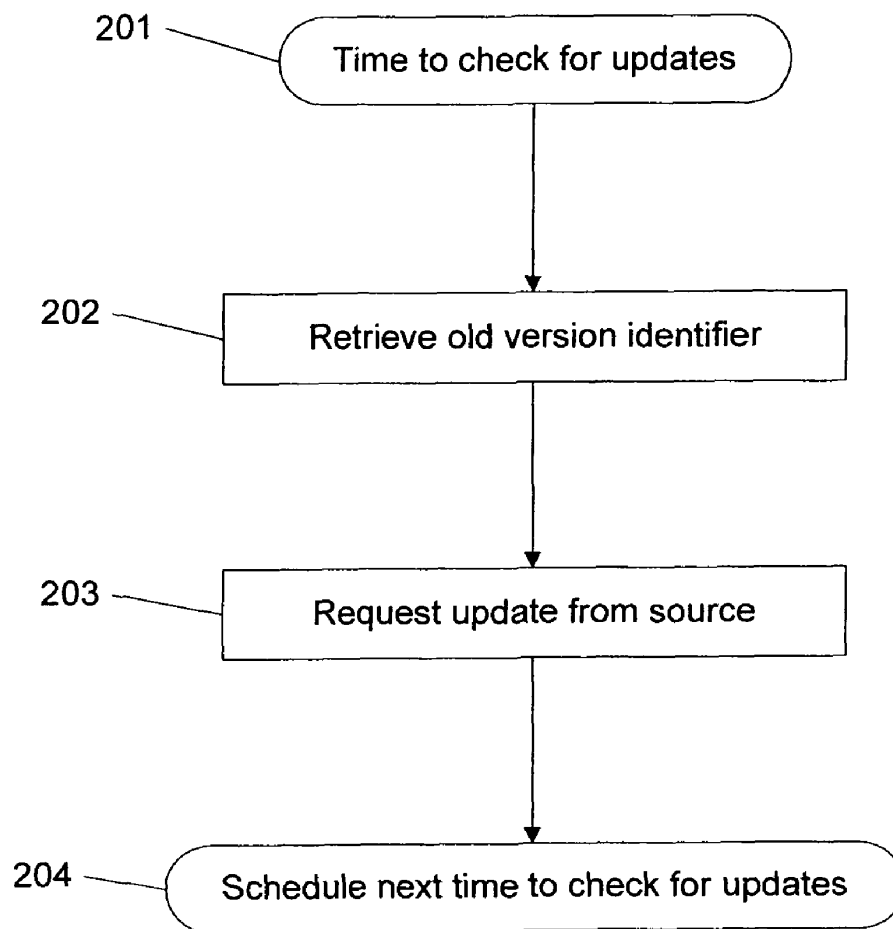 201
Time to check for updates
202
Retrieve old version identifier
203
Request update from source
204
Schedule next time to check for updates